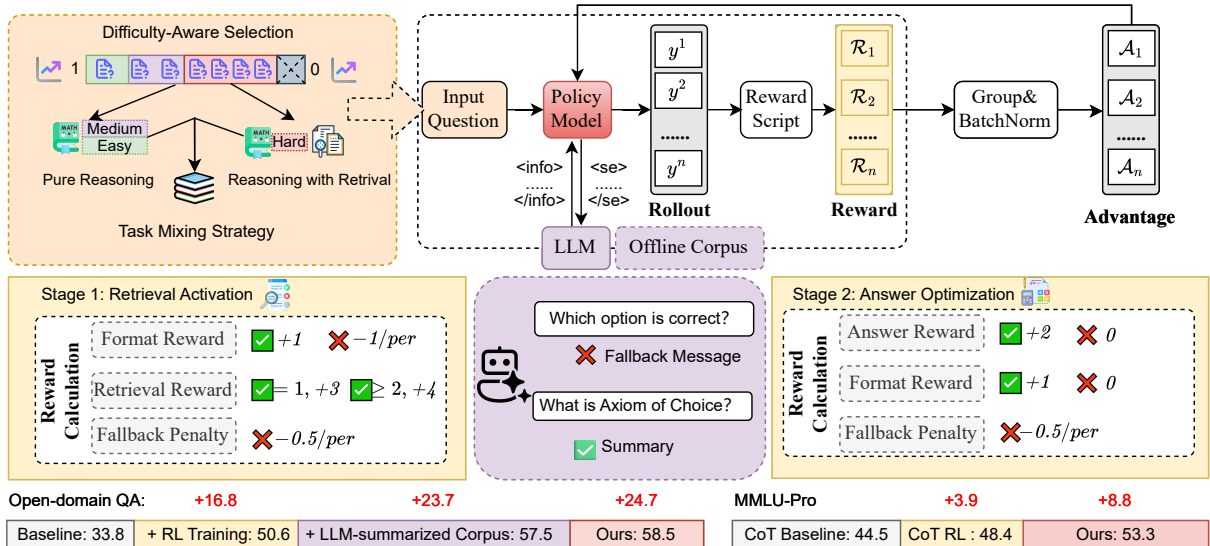 Difficulty-Aware Selection
1
0
Medium
Easy
Hard
MATH
MATH
Pure Reasoning
Reasoning with Retrival
Task Mixing Strategy
Input
Question
Policy
Model
<info>
......
</info>
<se>
......
</se>
LLM
Offline Corpus
y^1
y^2
......
y^n
Rollout
Reward
Script
R_1
R_2
......
R_n
Reward
Group&
BatchNorm
A_1
A_2
......
A_n
Advantage
Stage 1: Retrieval Activation
Reward
Calculation
Format Reward
+1
-1/per
Retrieval Reward
= 1, +3
≥ 2, +4
Fallback Penalty
-0.5/per
Which option is correct?
Fallback Message
What is Axiom of Choice?
Summary
Stage 2: Answer Optimization
Reward
Calculation
Answer Reward
+2
0
Format Reward
+1
0
Fallback Penalty
-0.5/per
Open-domain QA:
+16.8
+23.7
+24.7
Baseline: 33.8
+ RL Training: 50.6
+ LLM-summarized Corpus: 57.5
Ours: 58.5
MMLU-Pro
+3.9
+8.8
CoT Baseline: 44.5
CoT RL : 48.4
Ours: 53.3